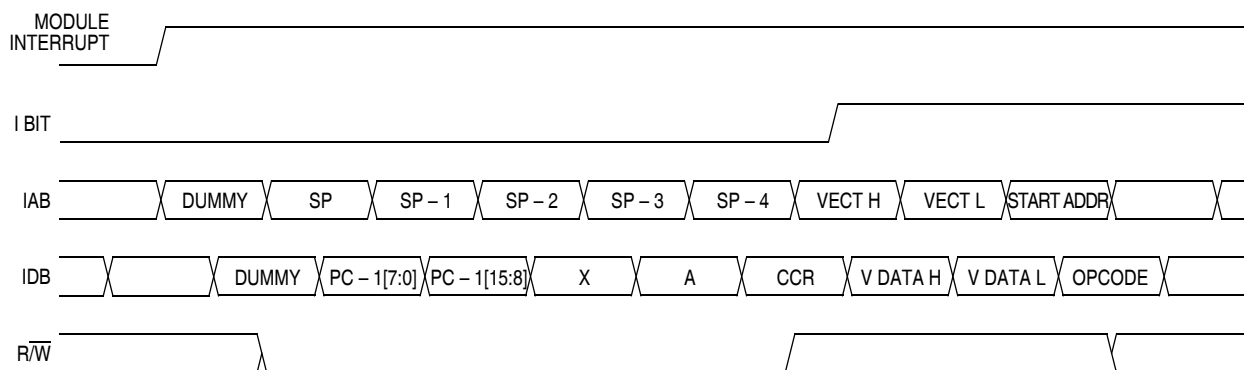 MODULE
INTERRUPT
I BIT
IAB DUMMY SP SP – 1 SP – 2 SP – 3 SP – 4 VECT H VECT L START ADDR
IDB DUMMY PC – 1[7:0] PC – 1[15:8] X A CCR V DATA H V DATA L OPCODE
R/W̅